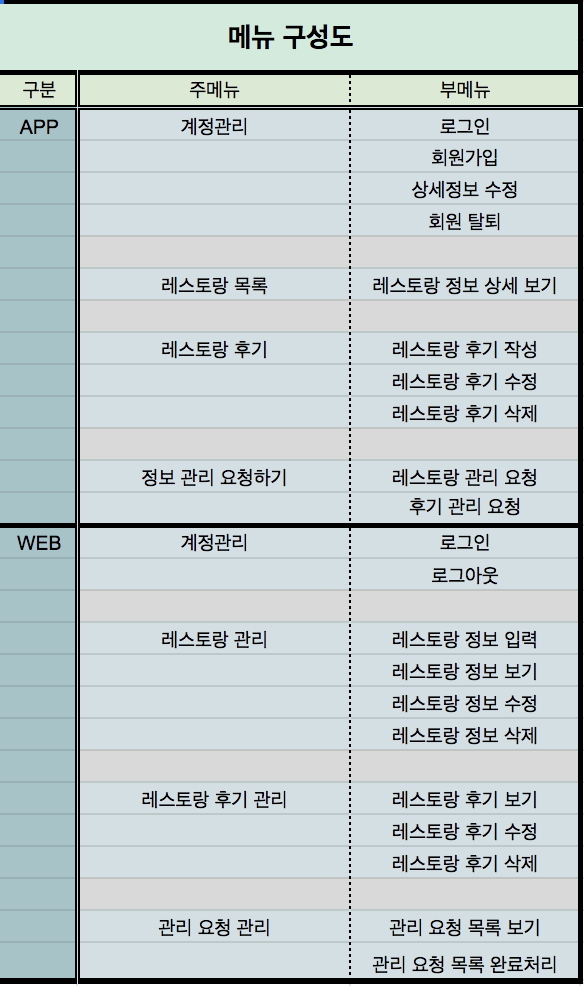 메뉴 구성도
구분 주메뉴 부메뉴
APP 계정관리 로그인
회원가입
상세정보 수정
회원 탈퇴
레스토랑 목록 레스토랑 정보 상세 보기
레스토랑 후기 레스토랑 후기 작성
레스토랑 후기 수정
레스토랑 후기 삭제
정보 관리 요청하기 레스토랑 관리 요청
후기 관리 요청
WEB 계정관리 로그인
로그아웃
레스토랑 관리 레스토랑 정보 입력
레스토랑 정보 보기
레스토랑 정보 수정
레스토랑 정보 삭제
레스토랑 후기 관리 레스토랑 후기 보기
레스토랑 후기 수정
레스토랑 후기 삭제
관리 요청 관리 관리 요청 목록 보기
관리 요청 목록 완료처리